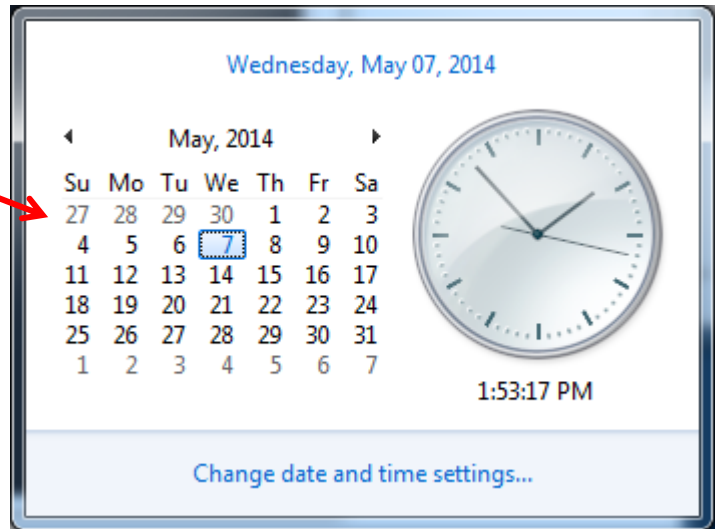 Wednesday, May 07, 2014
May, 2014
Su Mo Tu We Th Fr Sa
27 28 29 30 1 2 3
4 5 6 7 8 9 10
11 12 13 14 15 16 17
18 19 20 21 22 23 24
25 26 27 28 29 30 31
1 2 3 4 5 6 7
1:53:17 PM
Change date and time settings...